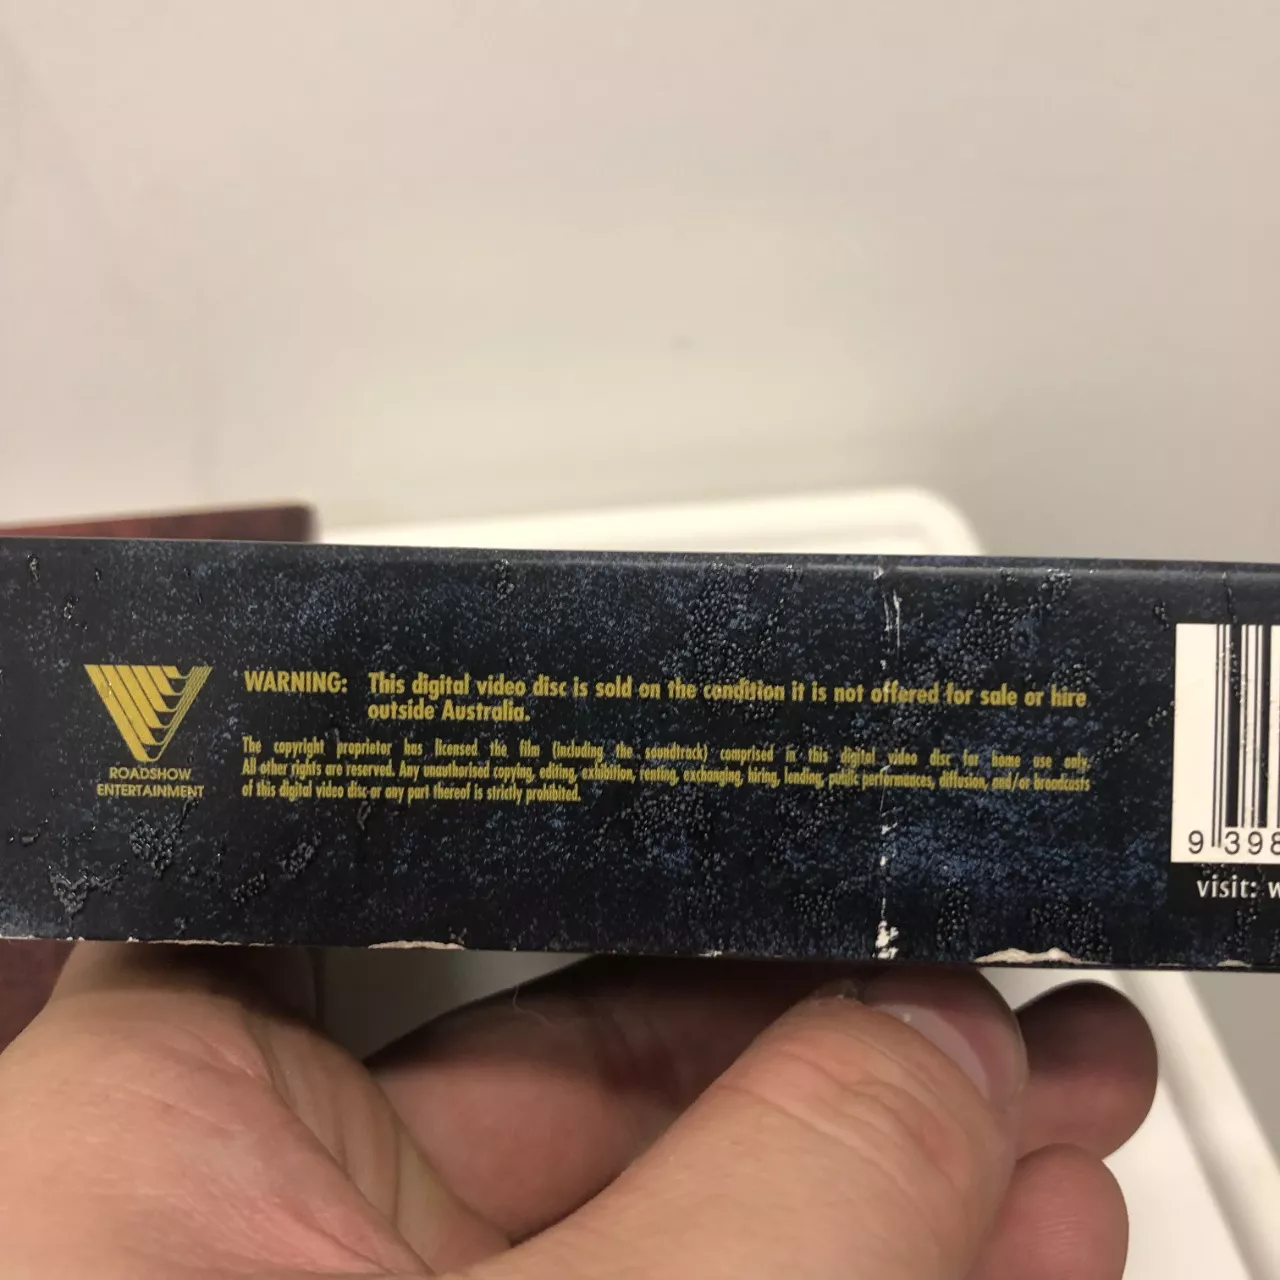 WARNING: This digital video disc is sold on the condition it is not offered for sale or hire
outside Australia.
The copyright proprietor has licensed the film (including the soundtrack) comprised in this digital video disc for home use only.
All other rights are reserved. Any unauthorised copying, editing, exhibition, renting, exchanging, hiring, lending, public performances, diffusion, and/or broadcasts
of this digital video disc or any part thereof is strictly prohibited.
ROADSHOW
ENTERTAINMENT
9 398
visit: w